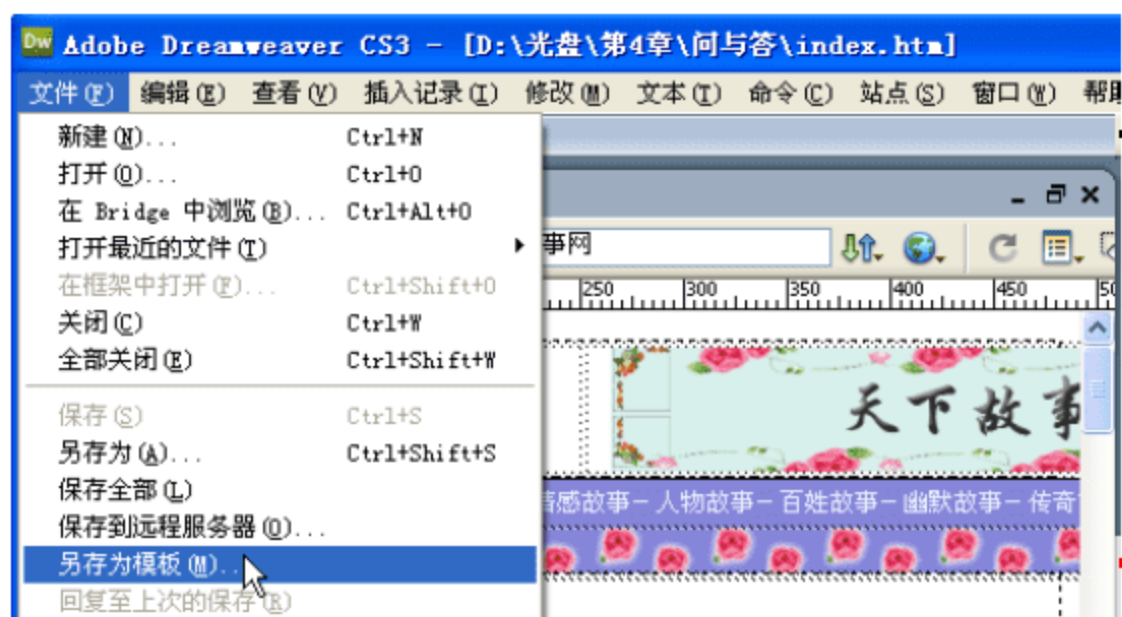 Dw Adobe Dreamweaver CS3 - [D:\光盘\第4章\问与答\index.htm]
文件(F) 编辑(E) 查看(V) 插入记录(I) 修改(M) 文本(T) 命令(C) 站点(S) 窗口(W) 帮助
新建(N)... Ctrl+N
打开(O)... Ctrl+O
在 Bridge 中浏览(B)... Ctrl+Alt+O
打开最近的文件(T)
事网
在框架中打开(F)... Ctrl+Shift+O
250 300 350 400 450
关闭(C) Ctrl+W
全部关闭(E) Ctrl+Shift+W
天下故事
保存(S) Ctrl+S
另存为(A)... Ctrl+Shift+S
保存全部(L)
情感故事－人物故事－百姓故事－幽默故事－传奇
保存到远程服务器(O)...
另存为模板(M)...
回复至上次的保存(R)